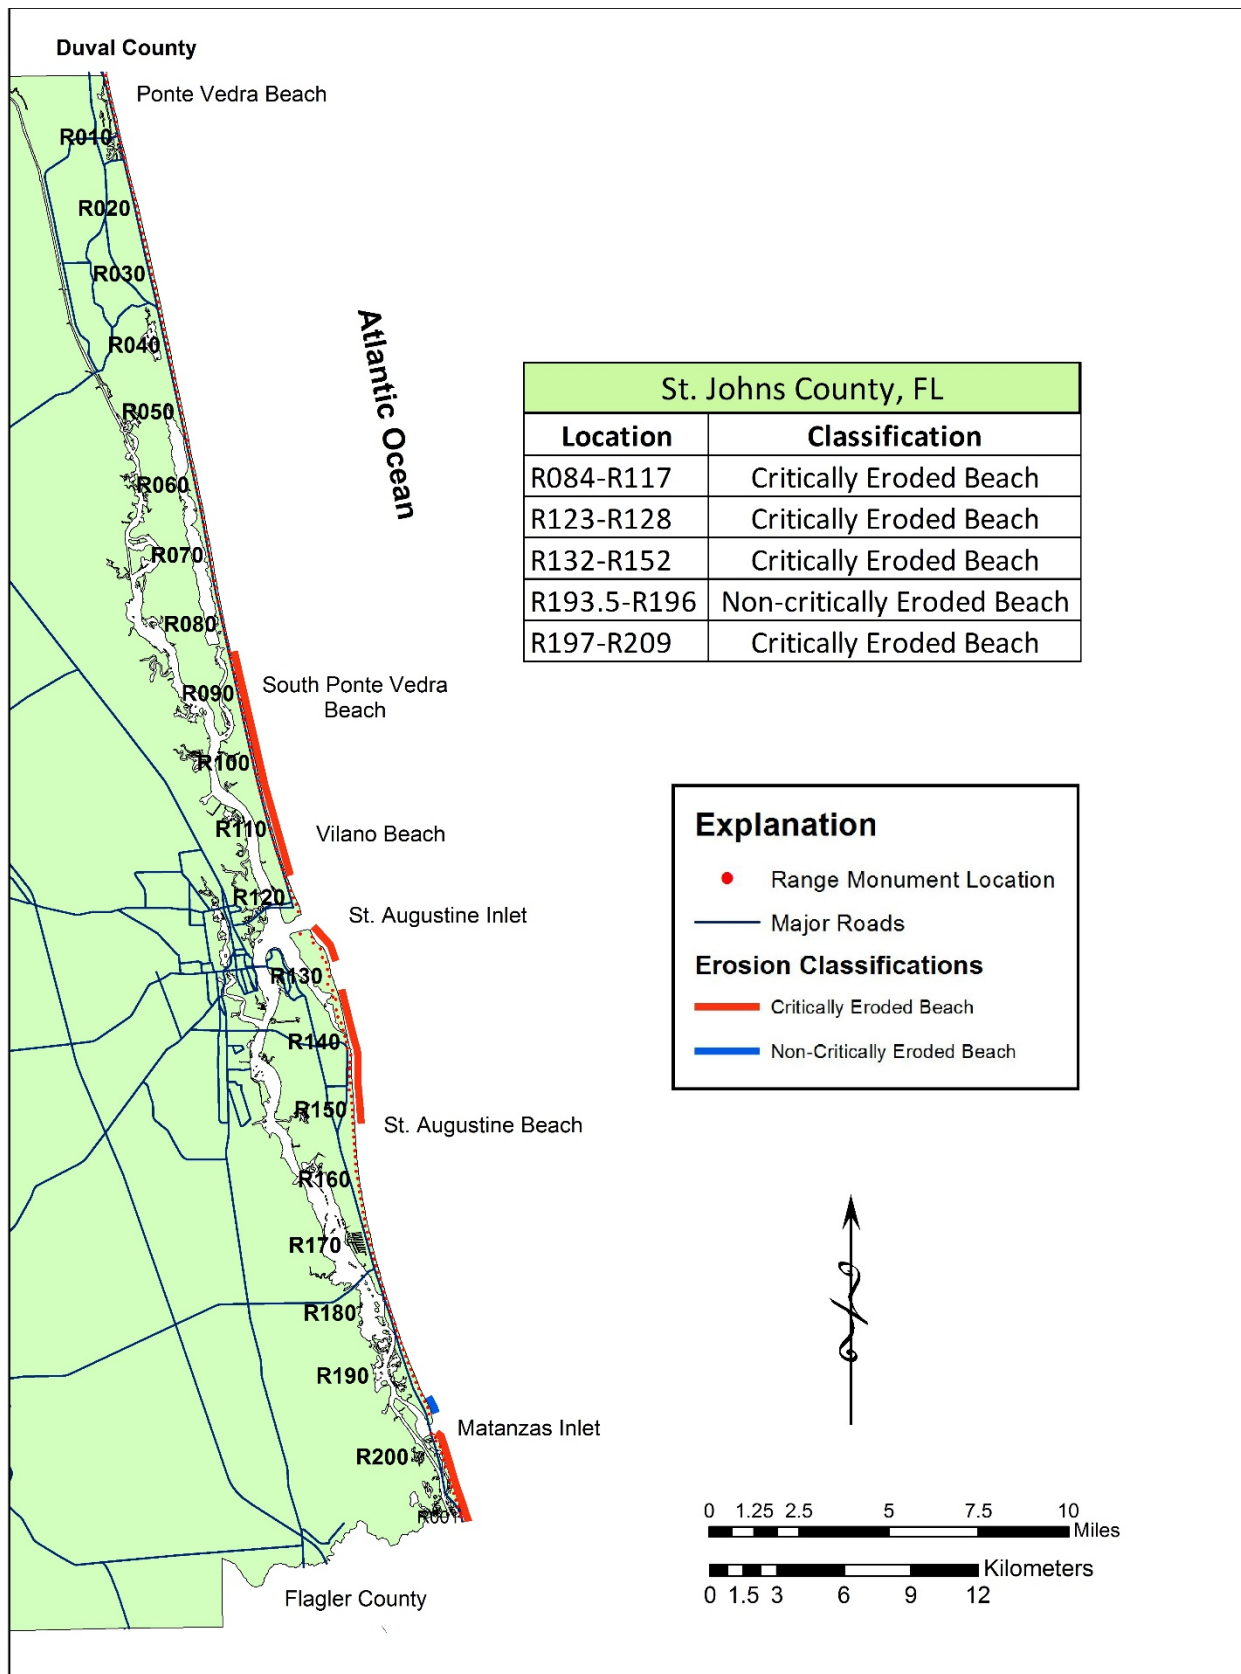 Duval County
Ponte Vedra Beach
R010
R020
R030
R040
R050
R060
R070
R080
R090
R100
R110
R120
R130
R140
R150
R160
R170
R180
R190
R200
Atlantic Ocean
South Ponte Vedra
Beach
Vilano Beach
St. Augustine Inlet
St. Augustine Beach
Matanzas Inlet
Flagler County
St. Johns County, FL
Location Classification
R084-R117 Critically Eroded Beach
R123-R128 Critically Eroded Beach
R132-R152 Critically Eroded Beach
R193.5-R196 Non-critically Eroded Beach
R197-R209 Critically Eroded Beach
Explanation
Range Monument Location
Major Roads
Erosion Classifications
Critically Eroded Beach
Non-Critically Eroded Beach
N
0 1.25 2.5 5 7.5 10
Miles
Kilometers
0 1.5 3 6 9 12